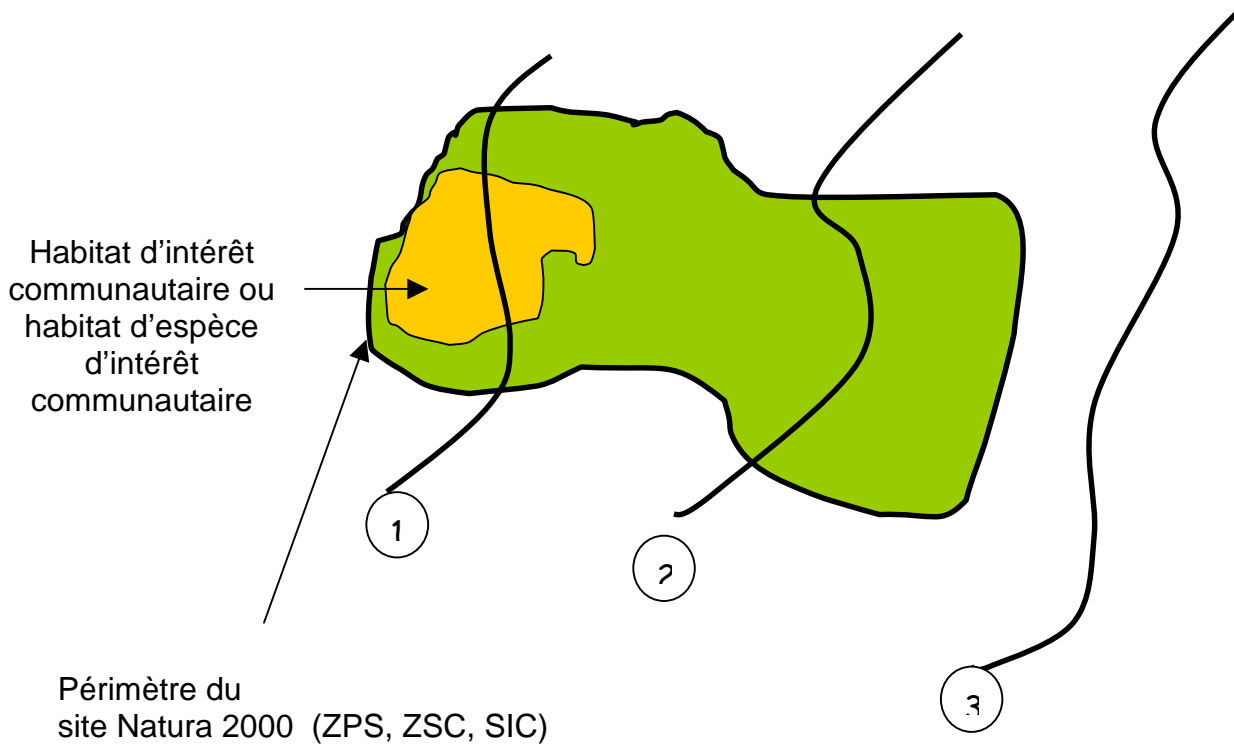 Habitat d'intérêt
communautaire ou
habitat d'espèce
d'intérêt
communautaire
1
2
3
Périmètre du
site Natura 2000 (ZPS, ZSC, SIC)